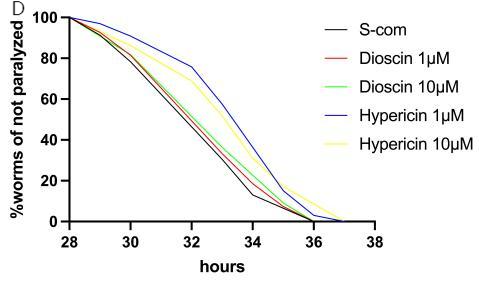 D
%worms of not paralyzed
100
80
60
40
20
0
28
30
32
34
36
38
hours
S-com
Dioscin 1μM
Dioscin 10μM
Hypericin 1μM
Hypericin 10μM